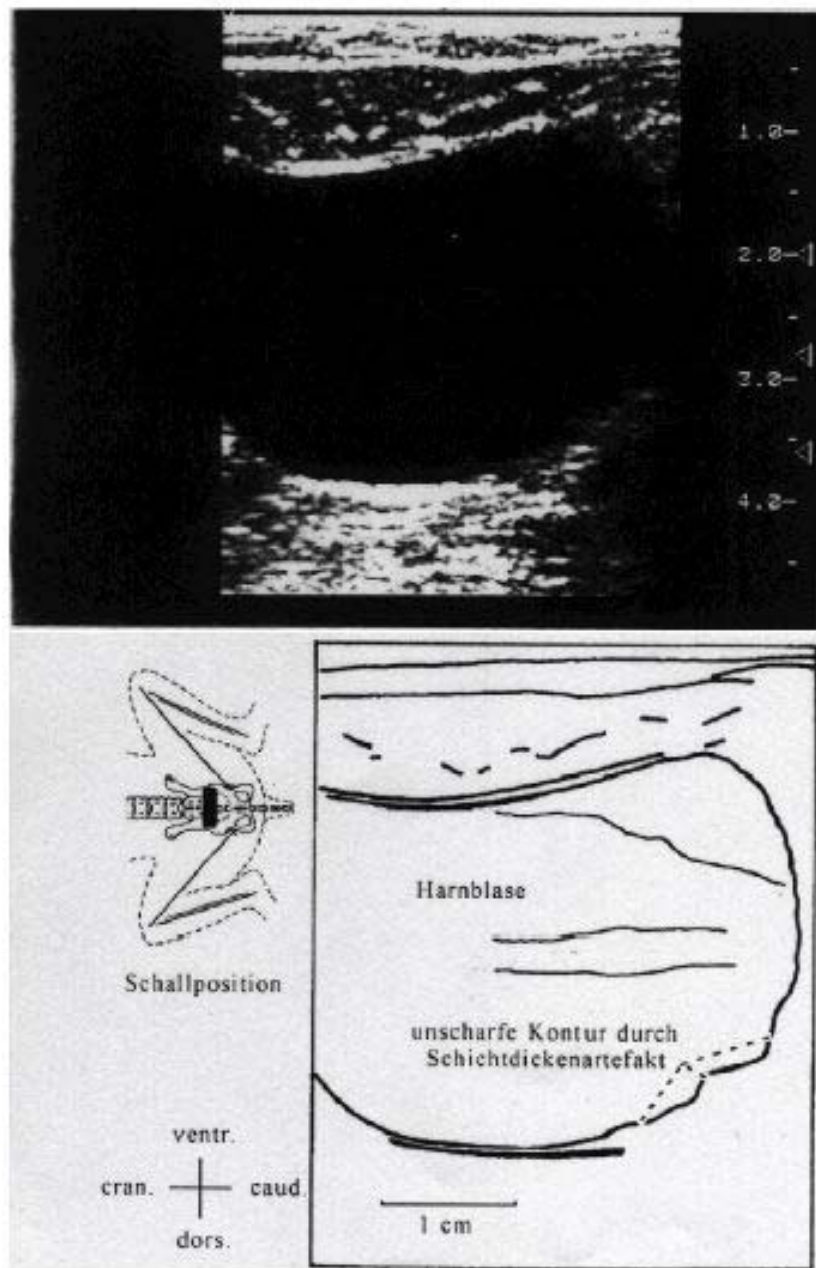 1.0
2.0
3.0
4.0
Harnblase
Schallposition
unscharfe Kontur durch
Schichtdickenartefakt
ventr.
cran. caud.
dors.
1 cm